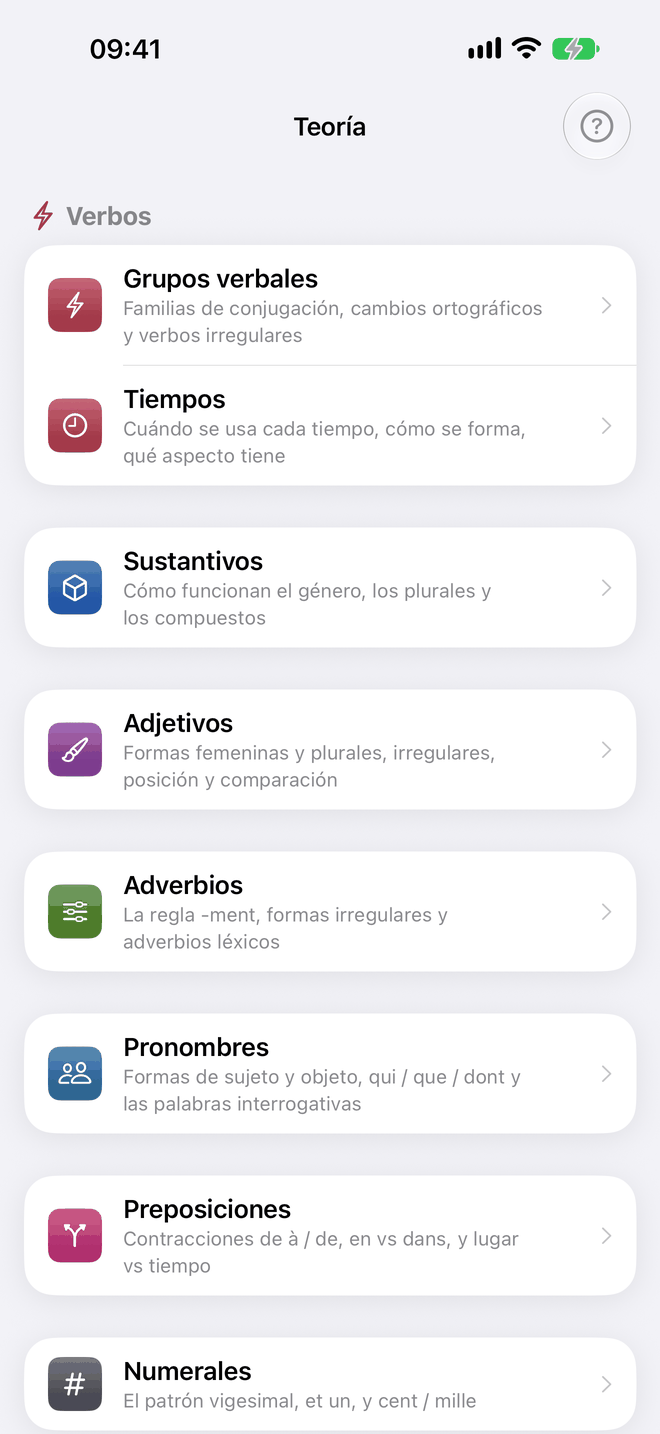 09:41
Teoría
Verbos
Grupos verbales
Familias de conjugación, cambios ortográficos
y verbos irregulares
Tiempos
Cuándo se usa cada tiempo, cómo se forma,
qué aspecto tiene
Sustantivos
Cómo funcionan el género, los plurales y
los compuestos
Adjetivos
Formas femeninas y plurales, irregulares,
posición y comparación
Adverbios
La regla -ment, formas irregulares y
adverbios léxicos
Pronombres
Formas de sujeto y objeto, qui / que / dont y
las palabras interrogativas
Preposiciones
Contracciones de à / de, en vs dans, y lugar
vs tiempo
Numerales
El patrón vigesimal, et un, y cent / mille